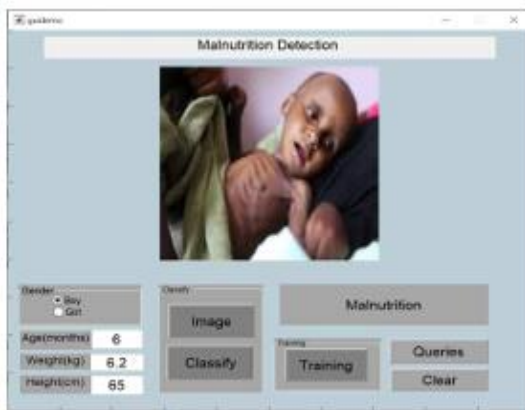 guidemo
Malnutrition Detection
Gender
Boy
Girl
Age(months) 6
Weight(kg) 6.2
Height(cm) 65
Classify
Image
Classify
Malnutrition
Training
Training
Queries
Clear